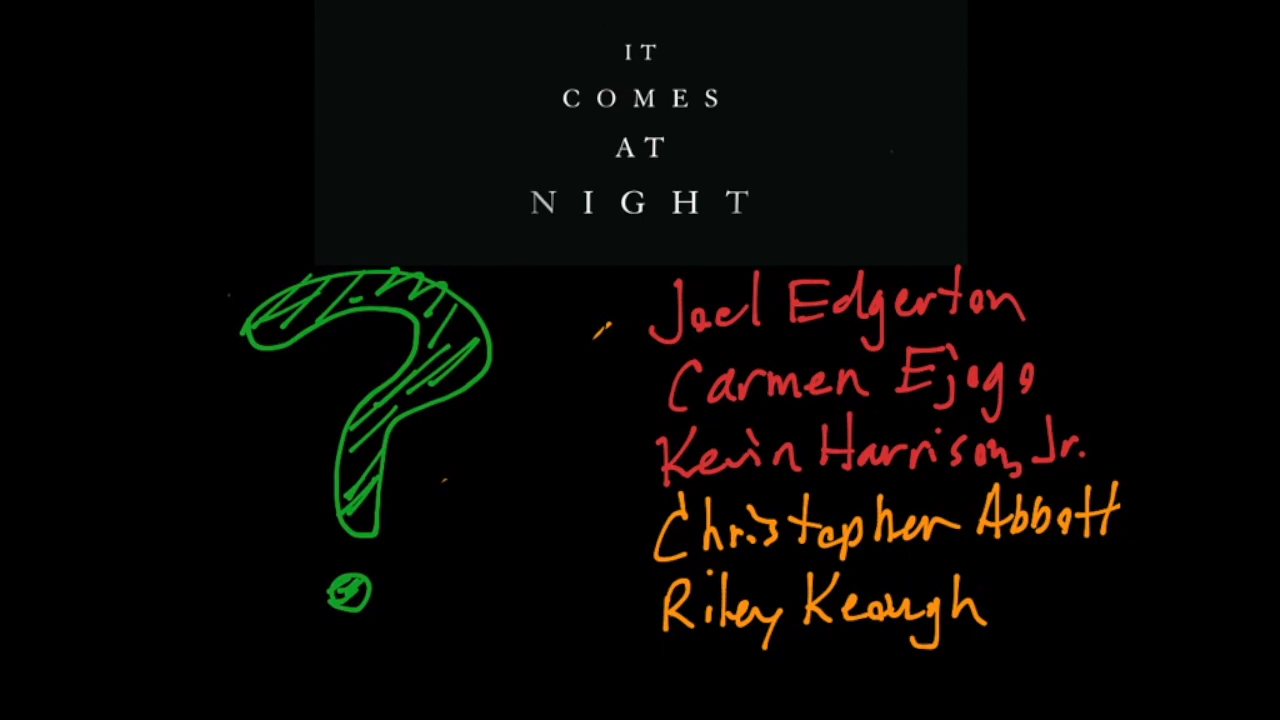 IT
COMES
AT
NIGHT
?
Joel Edgerton
Carmen Ejogo
Kevin Harrison, Jr.
Christopher Abbott
Riley Keough